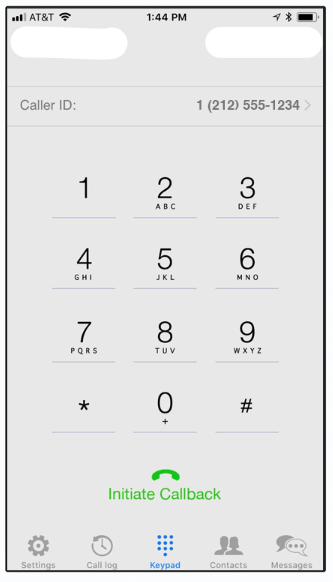 AT&T 1:44 PM
Caller ID: 1 (212) 555-1234
1 2 3
ABC DEF
4 5 6
GHI JKL MNO
7 8 9
PQRS TUV WXYZ
* 0 #
+
Initiate Callback
Settings Call log Keypad Contacts Messages